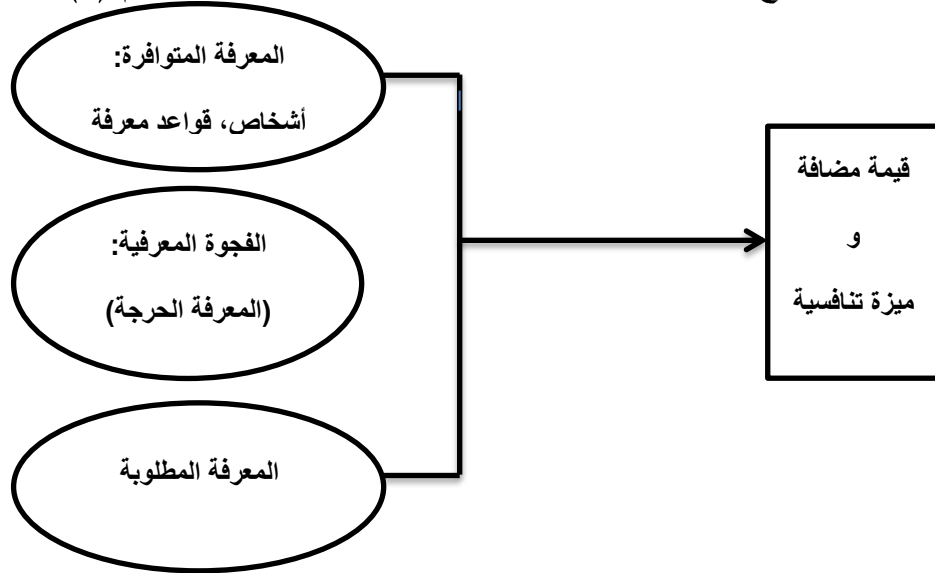 المعرفة المتوافرة:
أشخاص، قواعد معرفة
الفجوة المعرفية:
(المعرفة الحرجة)
المعرفة المطلوبة
قيمة مضافة
و
ميزة تنافسية